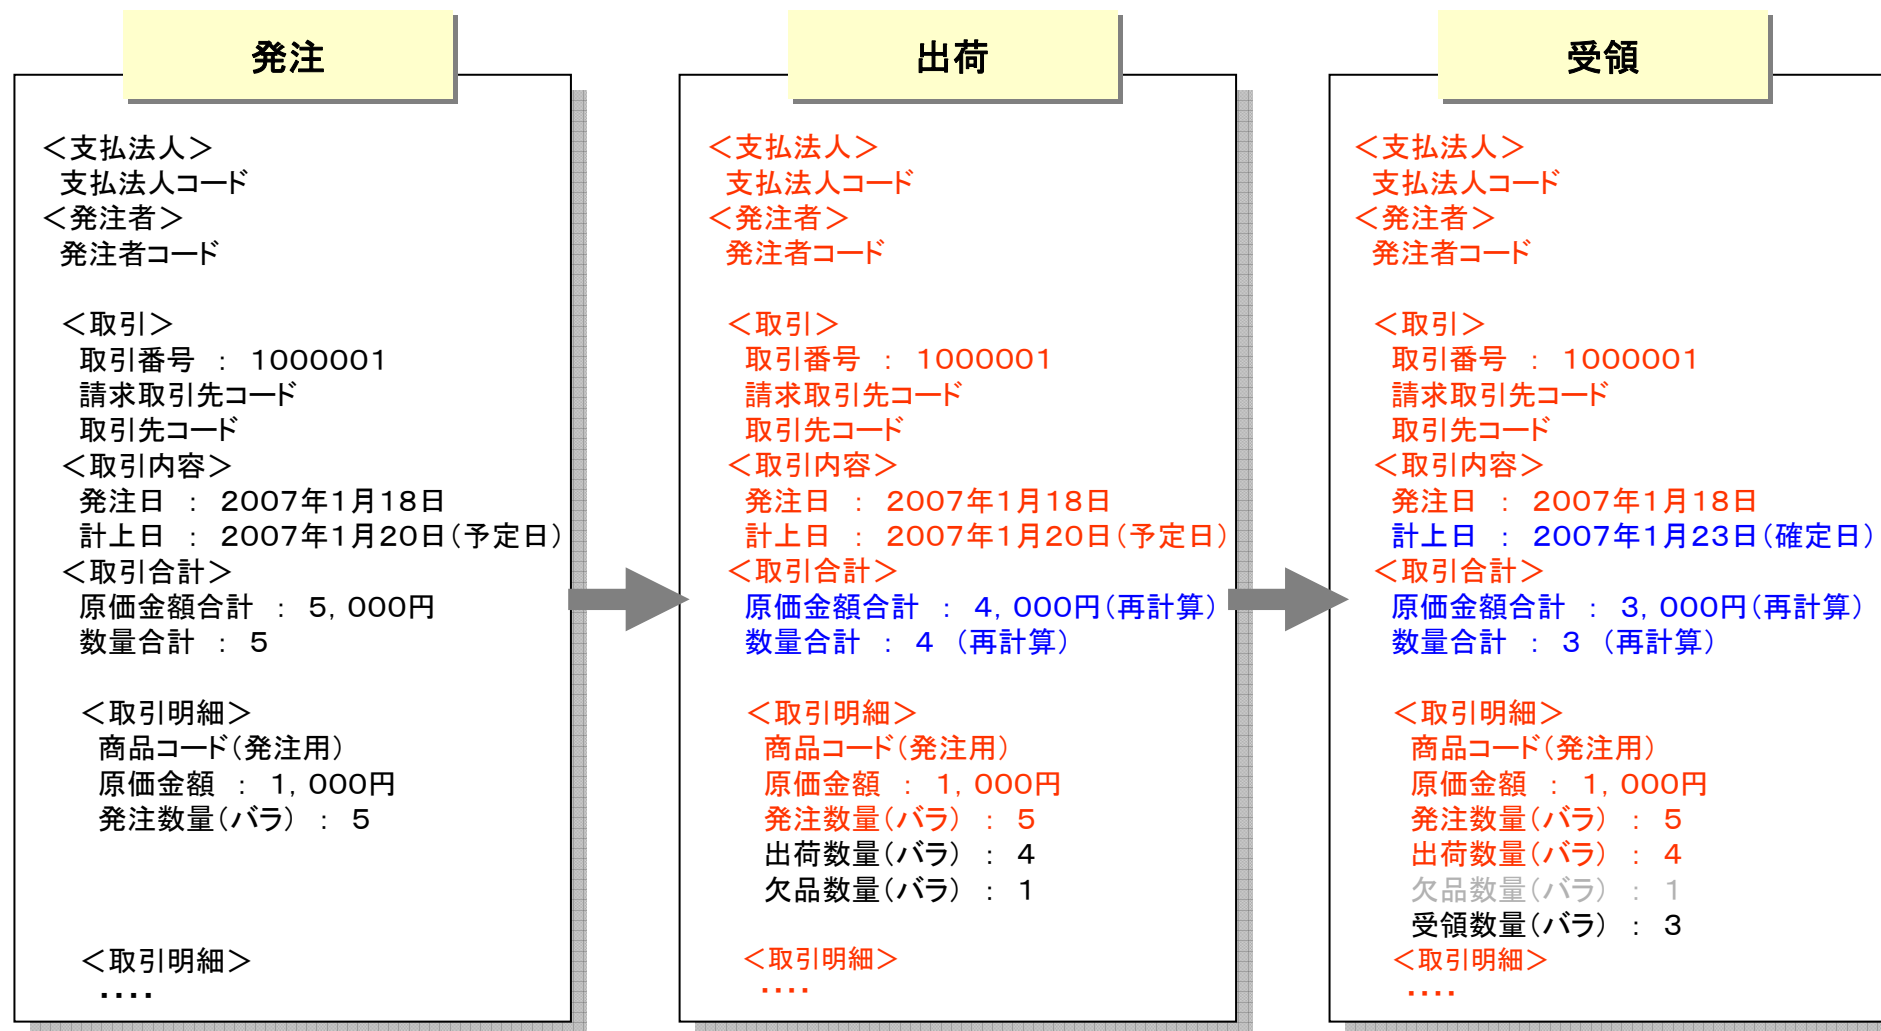 発注
＜支払法人＞
支払法人コード
＜発注者＞
発注者コード
＜取引＞
取引番号 ： 1000001
請求取引先コード
取引先コード
＜取引内容＞
発注日 ： 2007年1月18日
計上日 ： 2007年1月20日（予定日）
＜取引合計＞
原価金額合計 ： 5，000円
数量合計 ： 5
＜取引明細＞
商品コード（発注用）
原価金額 ： 1，000円
発注数量（バラ） ： 5
＜取引明細＞
・・・・
出荷
＜支払法人＞
支払法人コード
＜発注者＞
発注者コード
＜取引＞
取引番号 ： 1000001
請求取引先コード
取引先コード
＜取引内容＞
発注日 ： 2007年1月18日
計上日 ： 2007年1月20日（予定日）
＜取引合計＞
原価金額合計 ： 4，000円（再計算）
数量合計 ： 4 （再計算）
＜取引明細＞
商品コード（発注用）
原価金額 ： 1，000円
発注数量（バラ） ： 5
出荷数量（バラ） ： 4
欠品数量（バラ） ： 1
＜取引明細＞
・・・・
受領
＜支払法人＞
支払法人コード
＜発注者＞
発注者コード
＜取引＞
取引番号 ： 1000001
請求取引先コード
取引先コード
＜取引内容＞
発注日 ： 2007年1月18日
計上日 ： 2007年1月23日（確定日）
＜取引合計＞
原価金額合計 ： 3，000円（再計算）
数量合計 ： 3 （再計算）
＜取引明細＞
商品コード（発注用）
原価金額 ： 1，000円
発注数量（バラ） ： 5
出荷数量（バラ） ： 4
欠品数量（バラ） ： 1
受領数量（バラ） ： 3
＜取引明細＞
・・・・